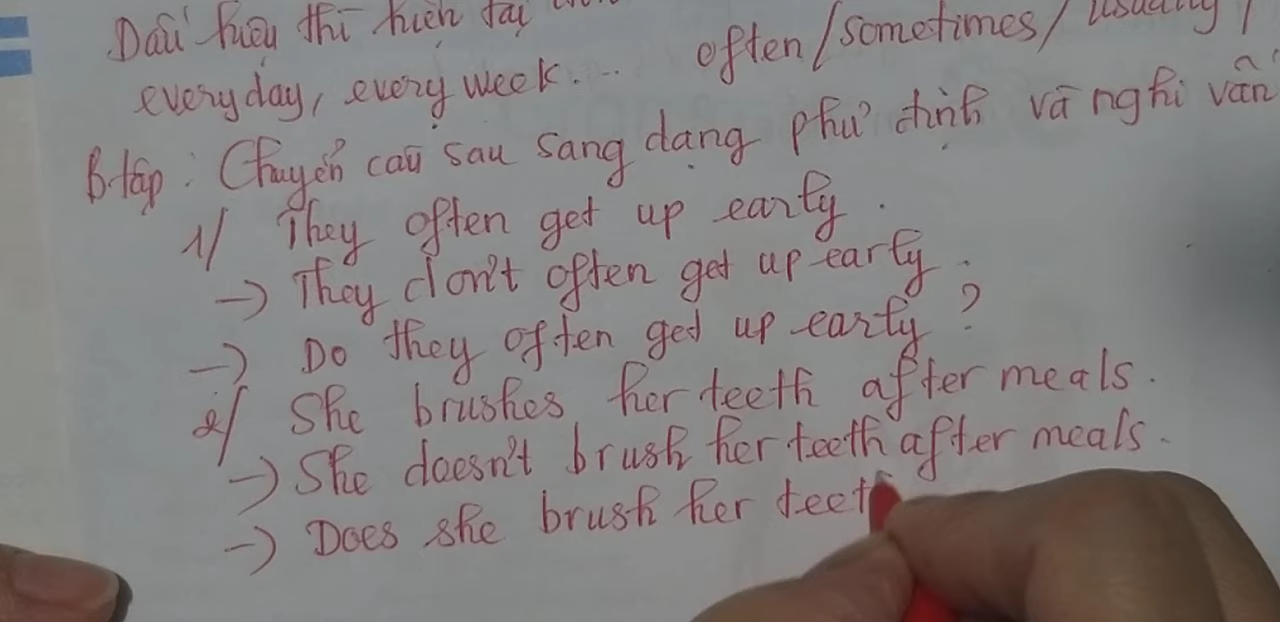 Dấu hiệu thì hiện tại
everyday, every week... often/sometimes/usually/
B.tập: Chuyển câu sau sang dạng phủ định và nghi vấn
1/ They often get up early.
-> They don't often get up early.
-> Do they often get up early?
2/ She brushes her teeth after meals.
-> She doesn't brush her teeth after meals.
-> Does she brush her teet